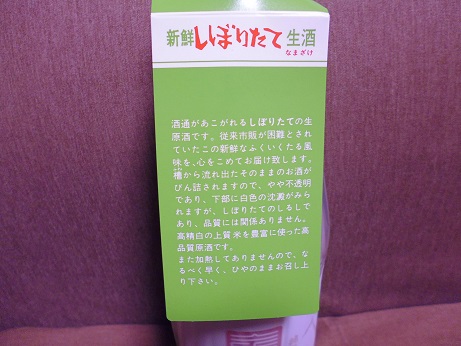 新鮮しぼりたて生酒
なまざけ
酒通があこがれるしぼりたての生
原酒です。従来市販が困難とされ
ていたこの新鮮なふくいくたる風
味を、心をこめてお届け致します。
槽から流れ出たそのままのお酒が
びん詰されますので、やや不透明
であり、下部に白色の沈澱がみら
れますが、しぼりたてのしるしで
あり、品質には関係ありません。
高精白の上質米を豊富に使った高
品質原酒です。
また加熱してありませんので、な
るべく早く、ひやのままお召し上
り下さい。